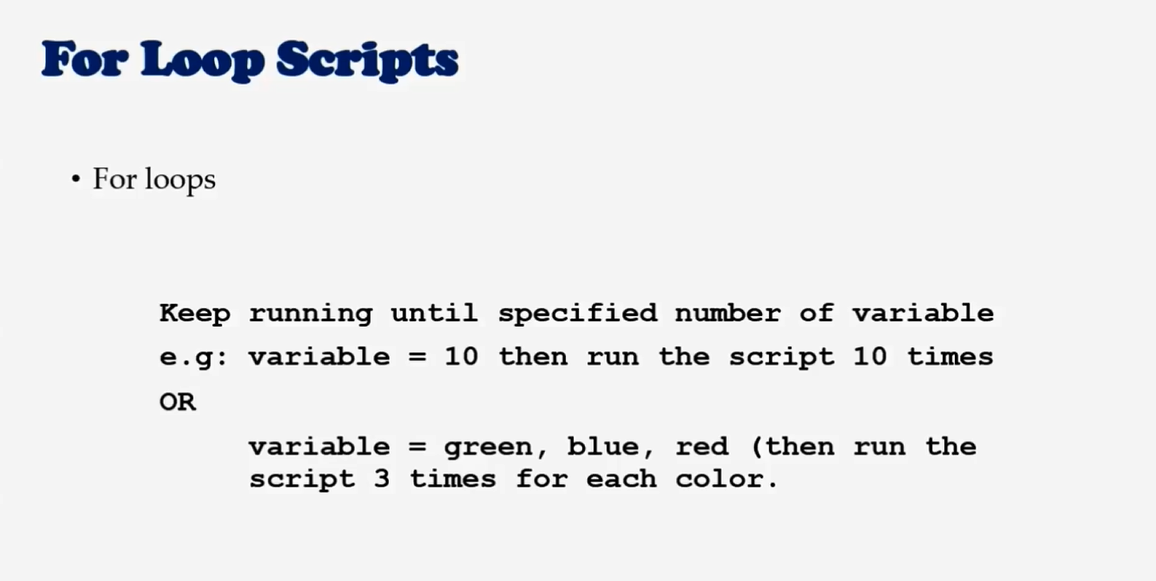 For Loop Scripts
• For loops
Keep running until specified number of variable
e.g: variable = 10 then run the script 10 times
OR
variable = green, blue, red (then run the
script 3 times for each color.